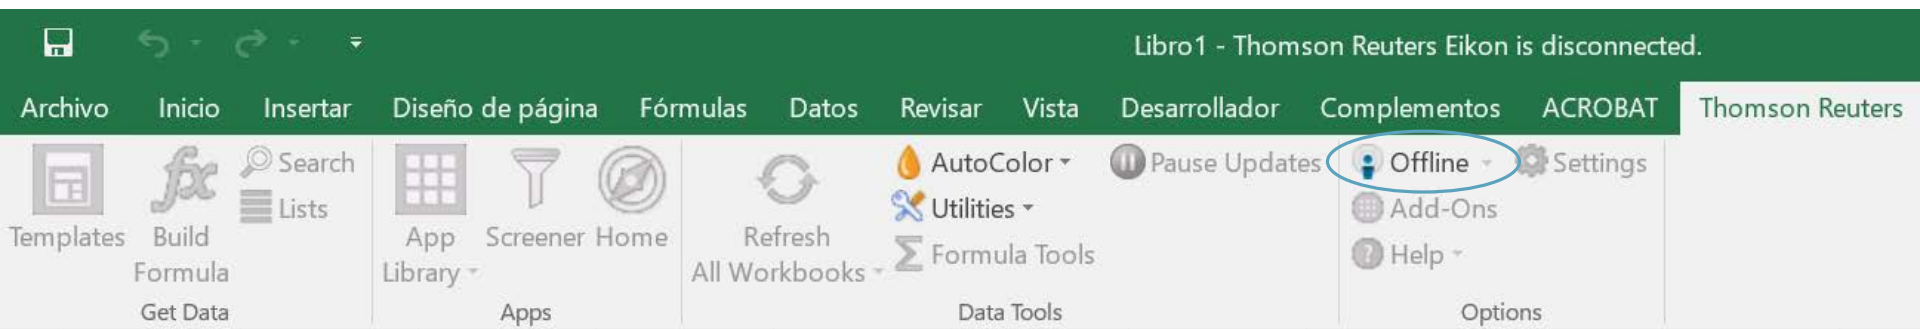 Libro1 - Thomson Reuters Eikon is disconnected.
Archivo Inicio Insertar Diseño de página Fórmulas Datos Revisar Vista Desarrollador Complementos ACROBAT Thomson Reuters
Search AutoColor Pause Updates Offline Settings
Lists Utilities Add-Ons
Templates Build App Screener Home Refresh Formula Tools Help
Formula Library All Workbooks
Get Data Apps Data Tools Options